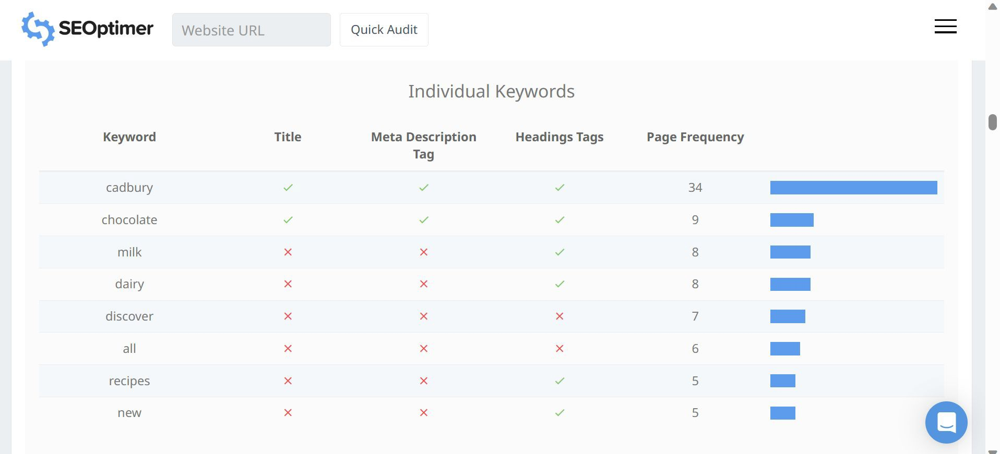 SEOptimer
Website URL
Quick Audit
Individual Keywords
Keyword Title Meta Description Tag Headings Tags Page Frequency
cadbury ✓ ✓ ✓ 34
chocolate ✓ ✓ ✓ 9
milk ✕ ✕ ✓ 8
dairy ✕ ✕ ✓ 8
discover ✕ ✕ ✕ 7
all ✕ ✕ ✕ 6
recipes ✕ ✕ ✓ 5
new ✕ ✕ ✓ 5